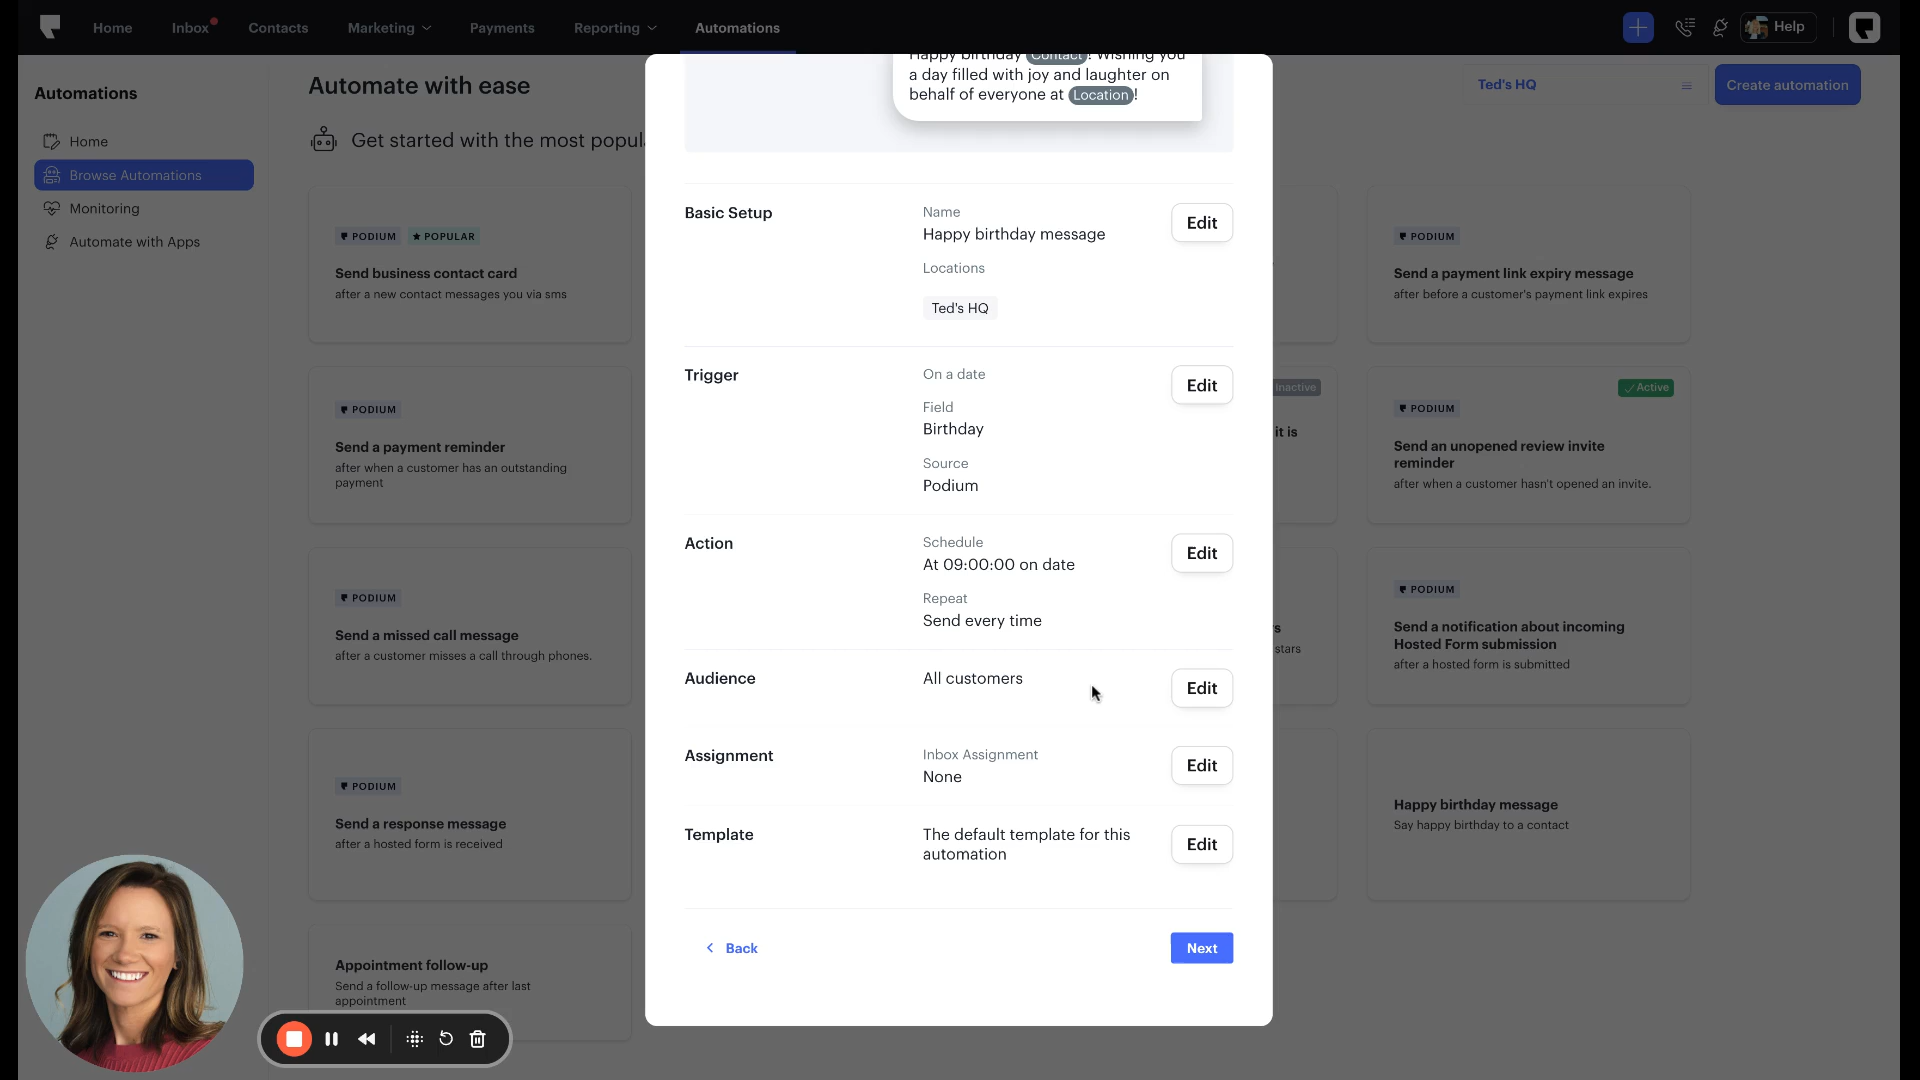 Home
Inbox
Contacts
Marketing
Payments
Reporting
Automations
Help
Automations
Home
Browse Automations
Monitoring
Automate with Apps
Automate with ease
Ted's HQ
Create automation
Get started with the most popul
PODIUM
POPULAR
Send business contact card
after a new contact messages you via sms
PODIUM
Send a payment reminder
after when a customer has an outstanding
payment
PODIUM
Send a missed call message
after a customer misses a call through phones.
PODIUM
Send a response message
after a hosted form is received
Appointment follow-up
Send a follow-up message after last
appointment
Happy birthday Contact! Wishing you
a day filled with joy and laughter on
behalf of everyone at Location!
Basic Setup
Name
Happy birthday message
Edit
Locations
Ted's HQ
Trigger
On a date
Edit
Field
Birthday
Source
Podium
Action
Schedule
At 09:00:00 on date
Edit
Repeat
Send every time
Audience
All customers
Edit
Assignment
Inbox Assignment
None
Edit
Template
The default template for this
automation
Edit
Back
Next
Inactive
it is
s
stars
PODIUM
Send a payment link expiry message
after before a customer's payment link expires
Active
PODIUM
Send an unopened review invite
reminder
after when a customer hasn't opened an invite.
PODIUM
Send a notification about incoming
Hosted Form submission
after a hosted form is submitted
Happy birthday message
Say happy birthday to a contact